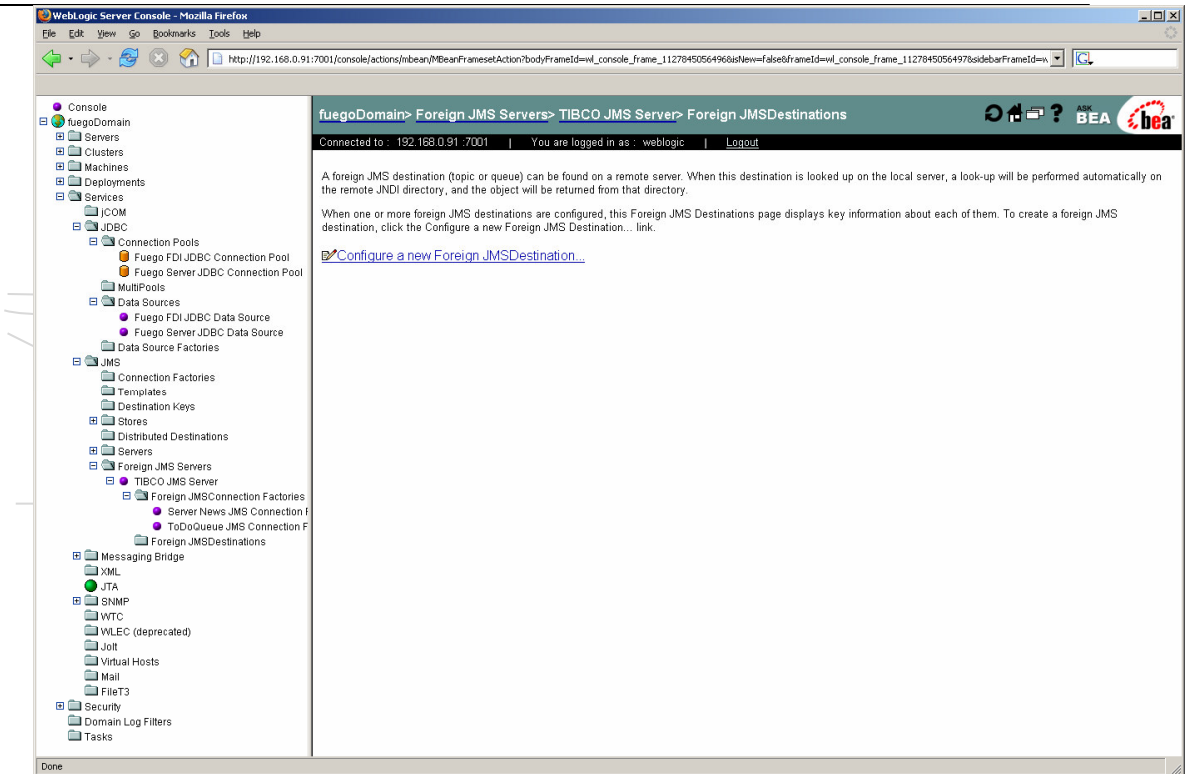 WebLogic Server Console - Mozilla Firefox
File Edit View Go Bookmarks Tools Help
http://192.168.0.91:7001/console/actions/mbean/MBeanFramesetAction?bodyFrameId=wl_console_frame_1127845056496&isNew=false&frameId=wl_console_frame_1127845056497&sidebarFrameId=w
G
Console
fuegoDomain
Servers
Clusters
Machines
Deployments
Services
jCOM
JDBC
Connection Pools
Fuego FDI JDBC Connection Pool
Fuego Server JDBC Connection Pool
MultiPools
Data Sources
Fuego FDI JDBC Data Source
Fuego Server JDBC Data Source
Data Source Factories
JMS
Connection Factories
Templates
Destination Keys
Stores
Distributed Destinations
Servers
Foreign JMS Servers
TIBCO JMS Server
Foreign JMSConnection Factories
Server News JMS Connection F
ToDoQueue JMS Connection F
Foreign JMSDestinations
Messaging Bridge
XML
JTA
SNMP
WTC
WLEC (deprecated)
Jolt
Virtual Hosts
Mail
FileT3
Security
Domain Log Filters
Tasks
fuegoDomain> Foreign JMS Servers> TIBCO JMS Server> Foreign JMSDestinations
? ASK BEA bea
Connected to : 192.168.0.91 :7001 | You are logged in as : weblogic | Logout
A foreign JMS destination (topic or queue) can be found on a remote server. When this destination is looked up on the local server, a look-up will be performed automatically on
the remote JNDI directory, and the object will be returned from that directory.
When one or more foreign JMS destinations are configured, this Foreign JMS Destinations page displays key information about each of them. To create a foreign JMS
destination, click the Configure a new Foreign JMS Destination... link.
Configure a new Foreign JMSDestination...
Done